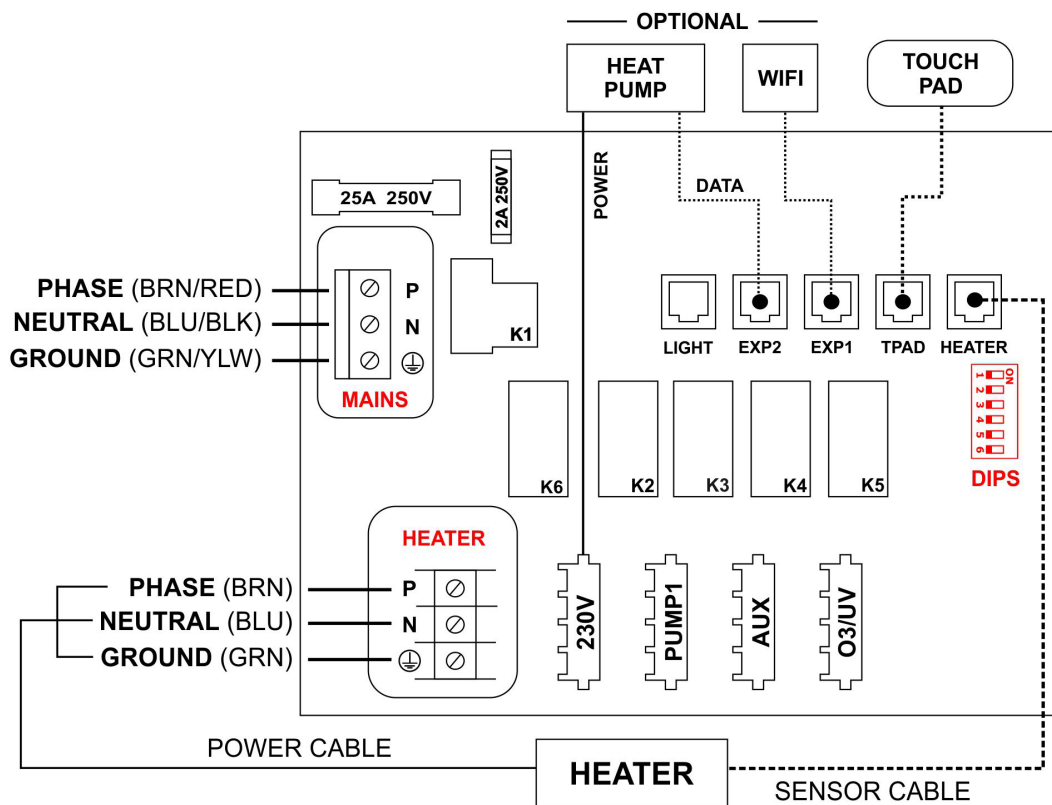 OPTIONAL
HEAT
PUMP
WIFI
TOUCH
PAD
25A 250V
2A 250V
POWER
DATA
PHASE (BRN/RED)
NEUTRAL (BLU/BLK)
GROUND (GRN/YLW)
P
N
MAINS
K1
LIGHT
EXP2
EXP1
TPAD
HEATER
ON
1
2
3
4
5
6
DIPS
K6
K2
K3
K4
K5
HEATER
PHASE (BRN)
NEUTRAL (BLU)
GROUND (GRN)
P
N
230V
PUMP1
AUX
O3/UV
POWER CABLE
HEATER
SENSOR CABLE